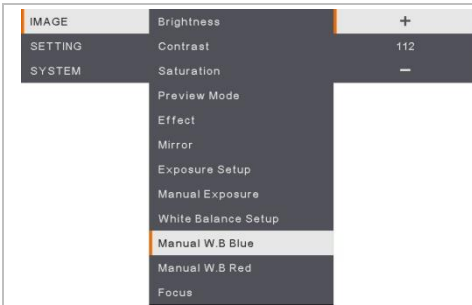 IMAGE
SETTING
SYSTEM
Brightness
Contrast
Saturation
Preview Mode
Effect
Mirror
Exposure Setup
Manual Exposure
White Balance Setup
Manual W.B Blue
Manual W.B Red
Focus
+
112
−